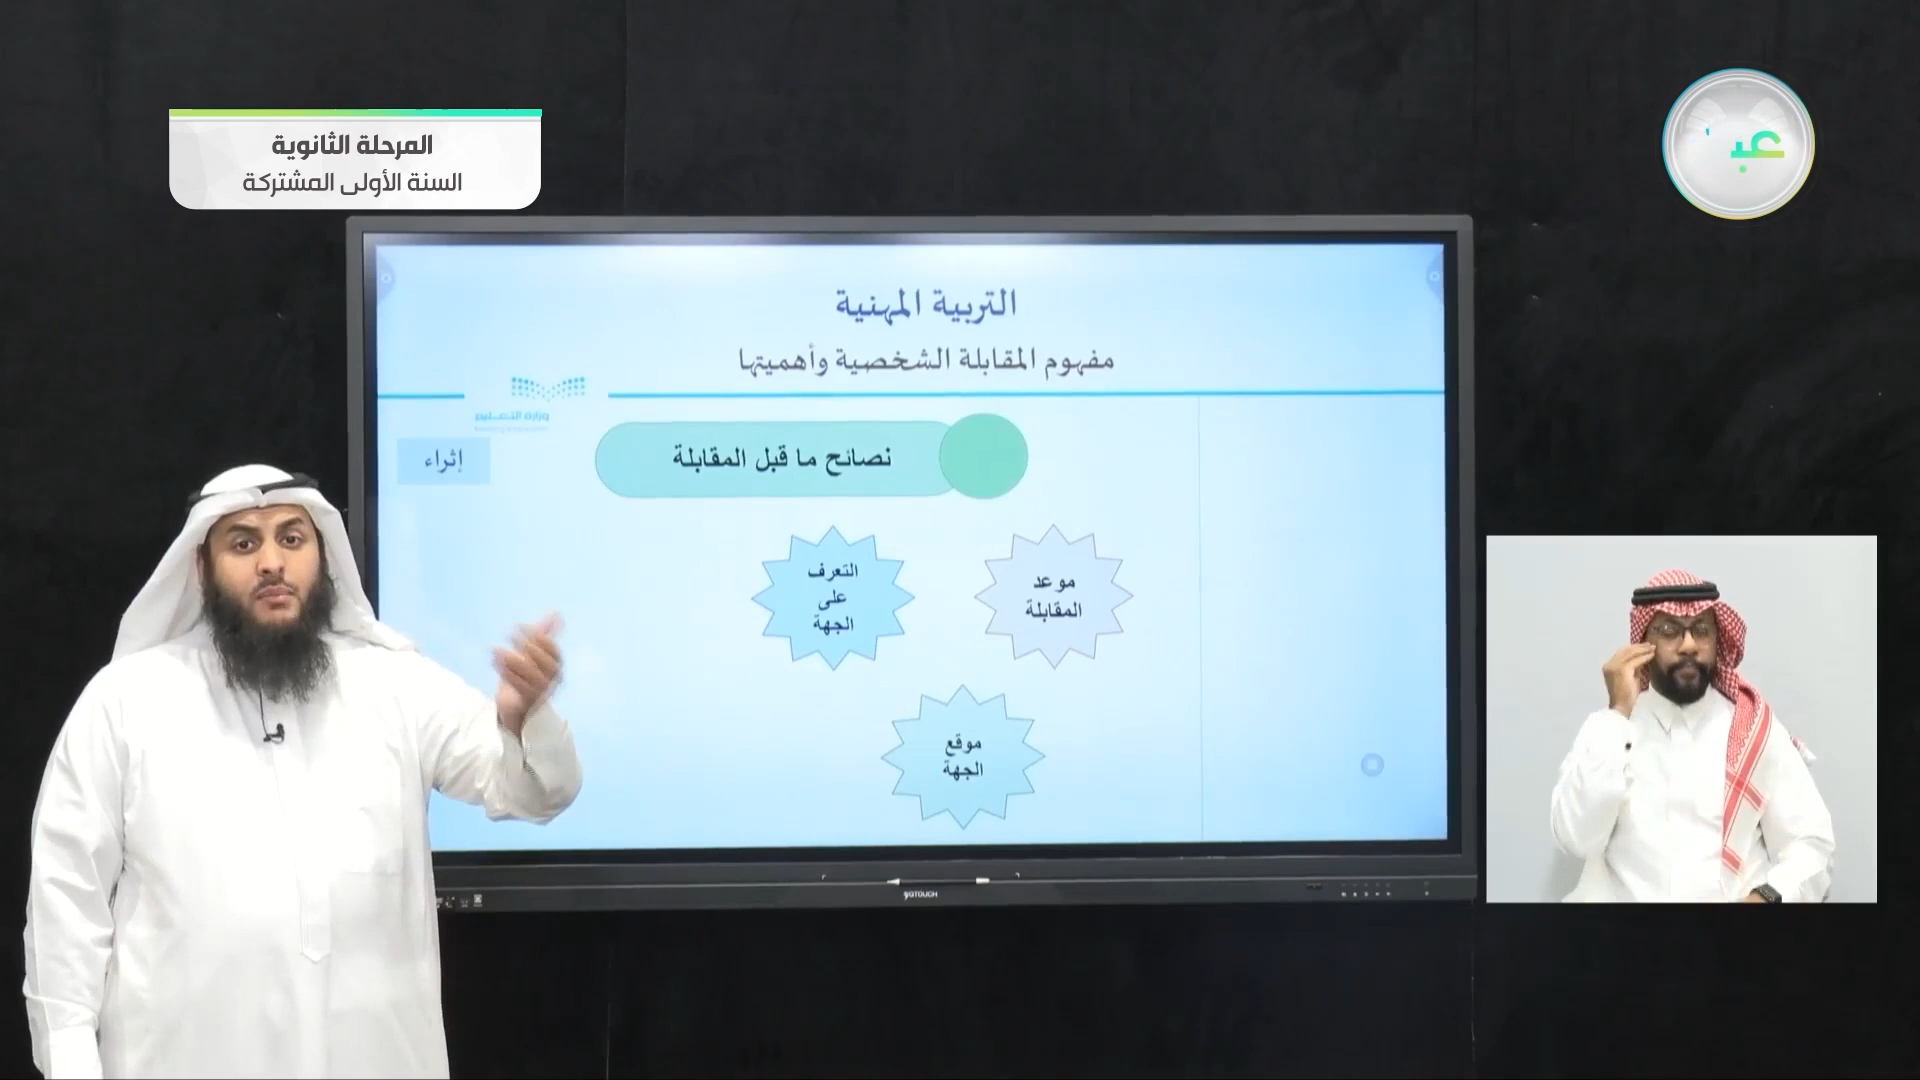 المرحلة الثانوية
السنة الأولى المشتركة
التربية المهنية
مفهوم المقابلة الشخصية وأهميتها
وزارة التعليم
إثراء
نصائح ما قبل المقابلة
موعد
المقابلة
التعرف
على
الجهة
موقع
الجهة